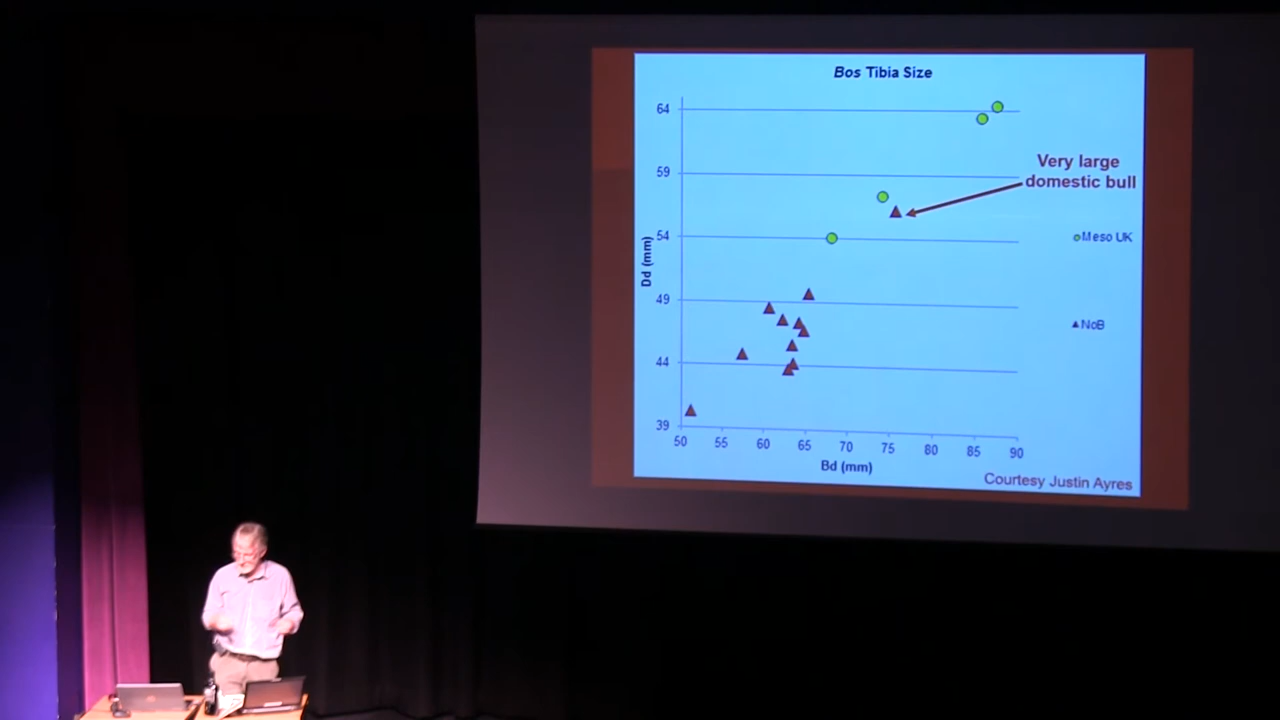 Bos Tibia Size
64
59
54
49
44
39
Dd (mm)
50 55 60 65 70 75 80 85 90
Bd (mm)
Very large
domestic bull
Meso UK
NoB
Courtesy Justin Ayres